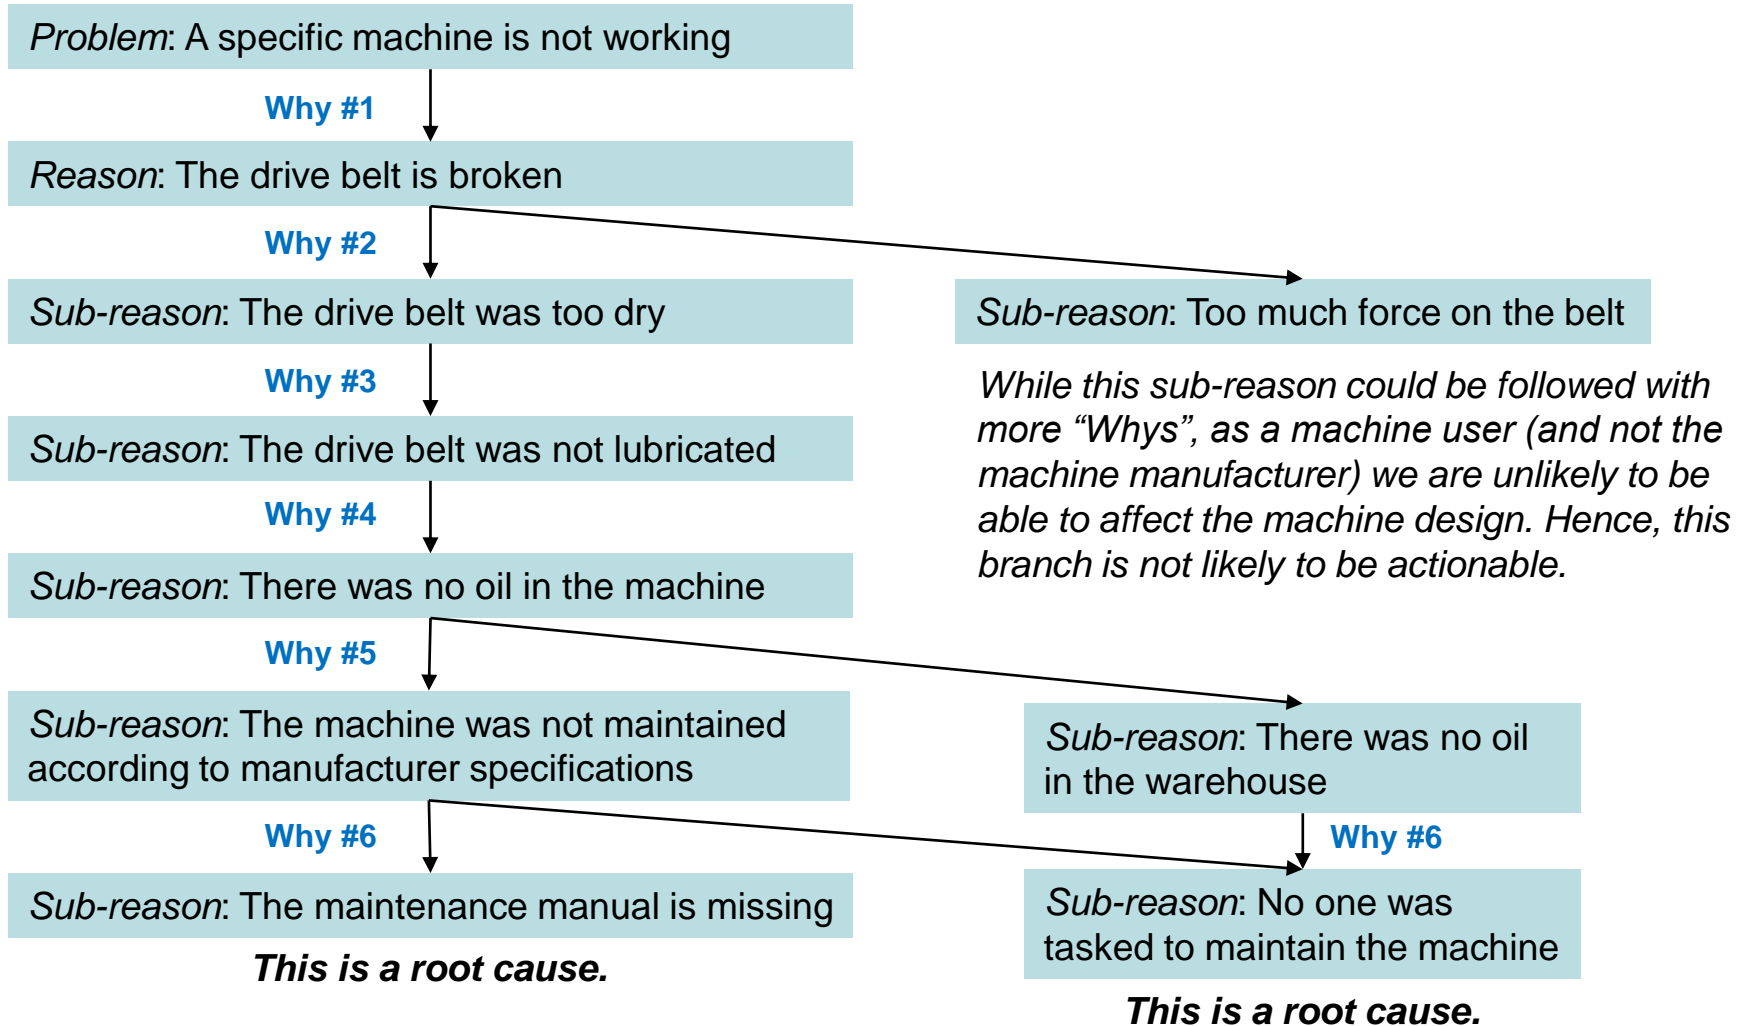 Problem: A specific machine is not working
Why #1
Reason: The drive belt is broken
Why #2
Sub-reason: The drive belt was too dry
Sub-reason: Too much force on the belt
While this sub-reason could be followed with
more “Whys”, as a machine user (and not the
machine manufacturer) we are unlikely to be
able to affect the machine design. Hence, this
branch is not likely to be actionable.
Why #3
Sub-reason: The drive belt was not lubricated
Why #4
Sub-reason: There was no oil in the machine
Why #5
Sub-reason: The machine was not maintained
according to manufacturer specifications
Sub-reason: There was no oil
in the warehouse
Why #6
Why #6
Sub-reason: The maintenance manual is missing
This is a root cause.
Sub-reason: No one was
tasked to maintain the machine
This is a root cause.